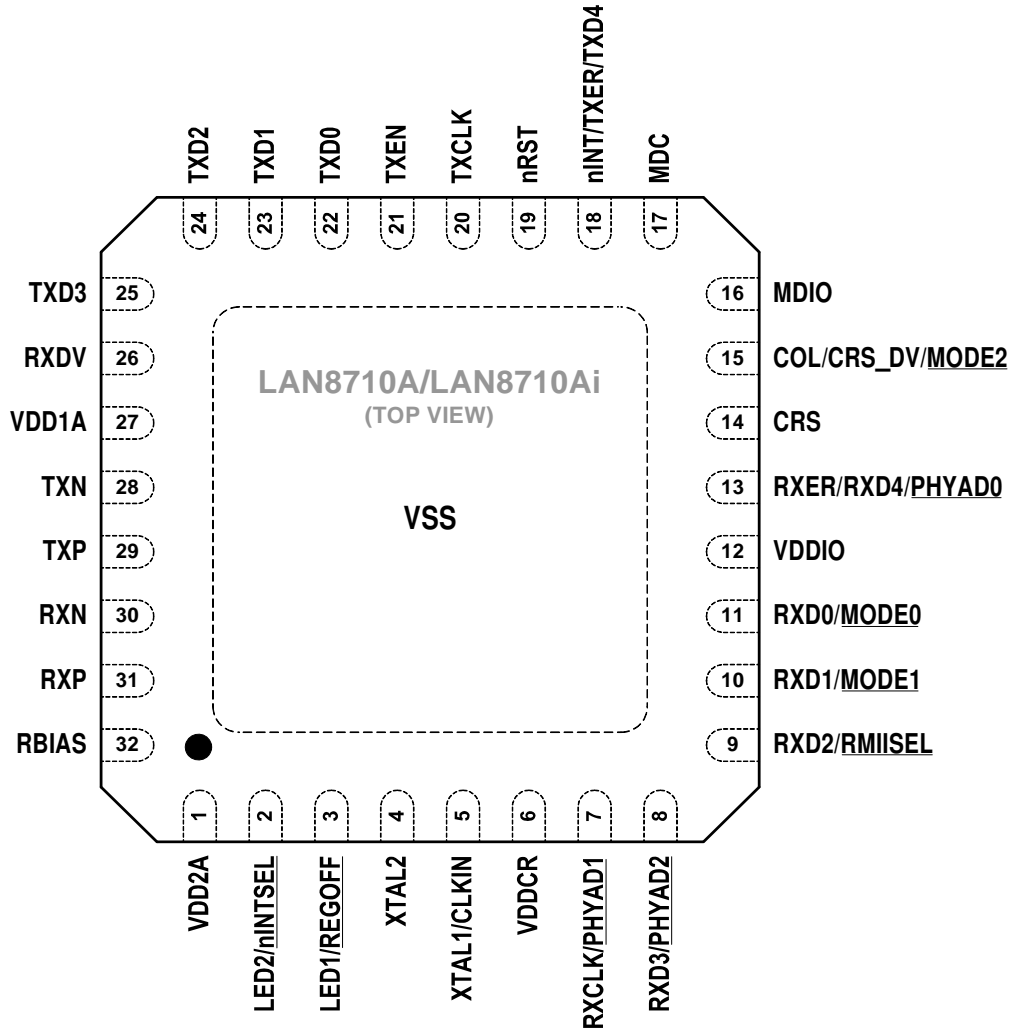 TXD2
TXD1
TXD0
TXEN
TXCLK
nRST
nINT/TXER/TXD4
MDC
24
23
22
21
20
19
18
17
TXD3 25
RXDV 26
VDD1A 27
TXN 28
TXP 29
RXN 30
RXP 31
RBIAS 32
LAN8710A/LAN8710Ai
(TOP VIEW)
VSS
16 MDIO
15 COL/CRS_DV/MODE2
14 CRS
13 RXER/RXD4/PHYAD0
12 VDDIO
11 RXD0/MODE0
10 RXD1/MODE1
9 RXD2/RMIISEL
1
2
3
4
5
6
7
8
VDD2A
LED2/nINTSEL
LED1/REGOFF
XTAL2
XTAL1/CLKIN
VDDCR
RXCLK/PHYAD1
RXD3/PHYAD2